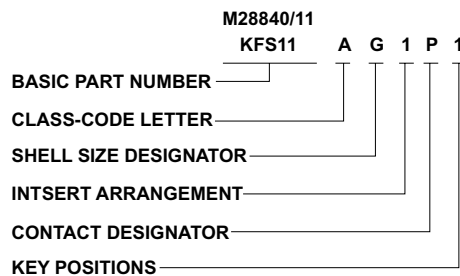 M28840/11
KFS11 A G 1 P 1
BASIC PART NUMBER
CLASS-CODE LETTER
SHELL SIZE DESIGNATOR
INTSERT ARRANGEMENT
CONTACT DESIGNATOR
KEY POSITIONS